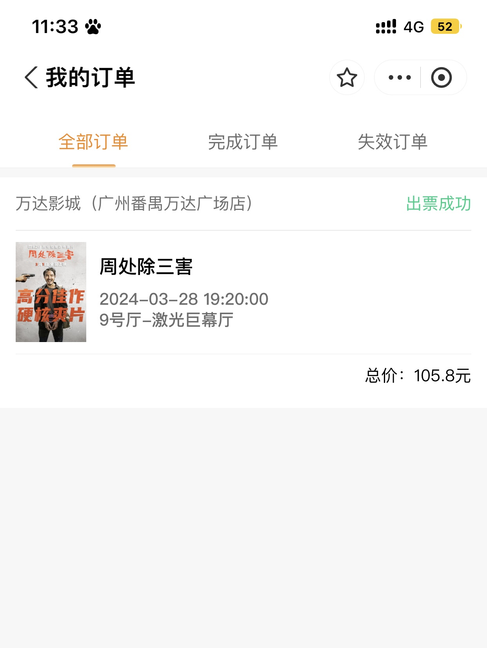 11:33
4G
52
我的订单
全部订单
完成订单
失效订单
万达影城（广州番禺万达广场店）
出票成功
周处除三害
高分佳作
硬核爽片
周处除三害
2024-03-28 19:20:00
9号厅-激光巨幕厅
总价：105.8元